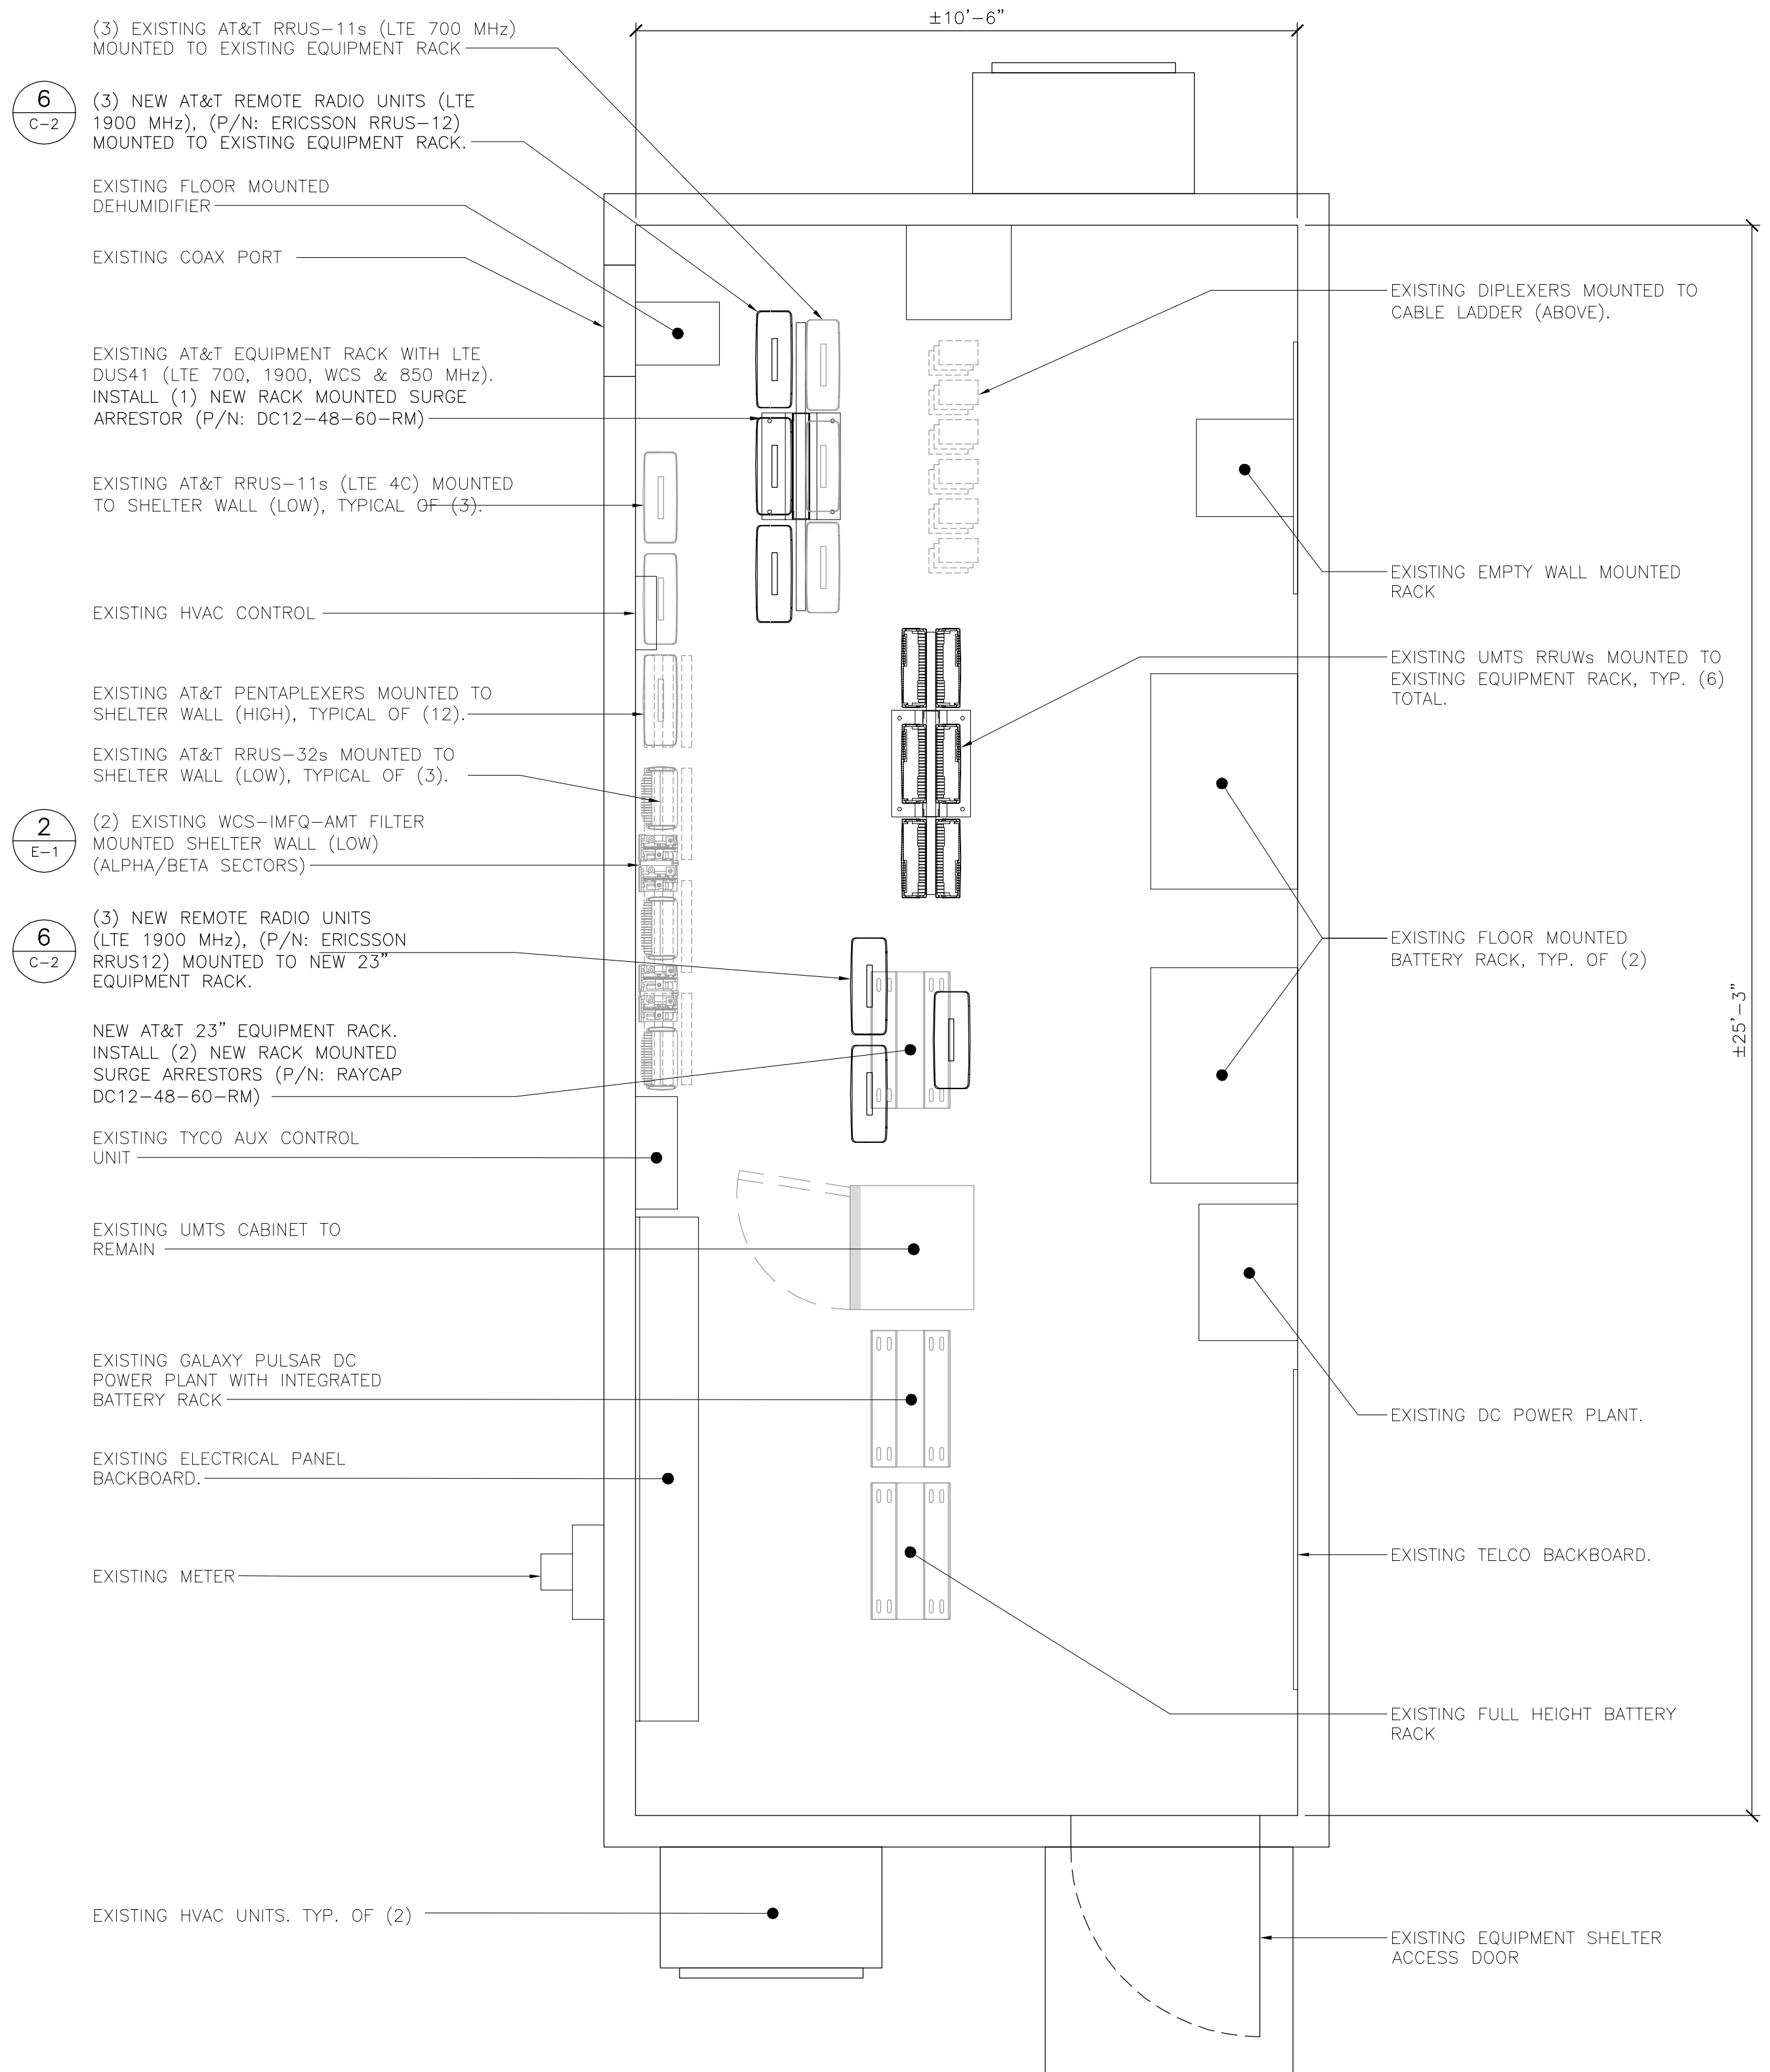 ±10'-6"
(3) EXISTING AT&T RRUS-11s (LTE 700 MHz)
MOUNTED TO EXISTING EQUIPMENT RACK
6
C-2
(3) NEW AT&T REMOTE RADIO UNITS (LTE
1900 MHz), (P/N: ERICSSON RRUS-12)
MOUNTED TO EXISTING EQUIPMENT RACK.
EXISTING FLOOR MOUNTED
DEHUMIDIFIER
EXISTING COAX PORT
EXISTING AT&T EQUIPMENT RACK WITH LTE
DUS41 (LTE 700, 1900, WCS & 850 MHz).
INSTALL (1) NEW RACK MOUNTED SURGE
ARRESTOR (P/N: DC12-48-60-RM)
EXISTING AT&T RRUS-11s (LTE 4C) MOUNTED
TO SHELTER WALL (LOW), TYPICAL OF (3).
EXISTING HVAC CONTROL
EXISTING AT&T PENTAPLEXERS MOUNTED TO
SHELTER WALL (HIGH), TYPICAL OF (12).
EXISTING AT&T RRUS-32s MOUNTED TO
SHELTER WALL (LOW), TYPICAL OF (3).
2
E-1
(2) EXISTING WCS-IMFQ-AMT FILTER
MOUNTED SHELTER WALL (LOW)
(ALPHA/BETA SECTORS)
6
C-2
(3) NEW REMOTE RADIO UNITS
(LTE 1900 MHz), (P/N: ERICSSON
RRUS12) MOUNTED TO NEW 23"
EQUIPMENT RACK.
NEW AT&T 23" EQUIPMENT RACK.
INSTALL (2) NEW RACK MOUNTED
SURGE ARRESTORS (P/N: RAYCAP
DC12-48-60-RM)
EXISTING TYCO AUX CONTROL
UNIT
EXISTING UMTS CABINET TO
REMAIN
EXISTING GALAXY PULSAR DC
POWER PLANT WITH INTEGRATED
BATTERY RACK
EXISTING ELECTRICAL PANEL
BACKBOARD.
EXISTING METER
EXISTING HVAC UNITS. TYP. OF (2)
EXISTING DIPLEXERS MOUNTED TO
CABLE LADDER (ABOVE).
EXISTING EMPTY WALL MOUNTED
RACK
EXISTING UMTS RRUWs MOUNTED TO
EXISTING EQUIPMENT RACK, TYP. (6)
TOTAL.
EXISTING FLOOR MOUNTED
BATTERY RACK, TYP. OF (2)
±25'-3"
EXISTING DC POWER PLANT.
EXISTING TELCO BACKBOARD.
EXISTING FULL HEIGHT BATTERY
RACK
EXISTING EQUIPMENT SHELTER
ACCESS DOOR